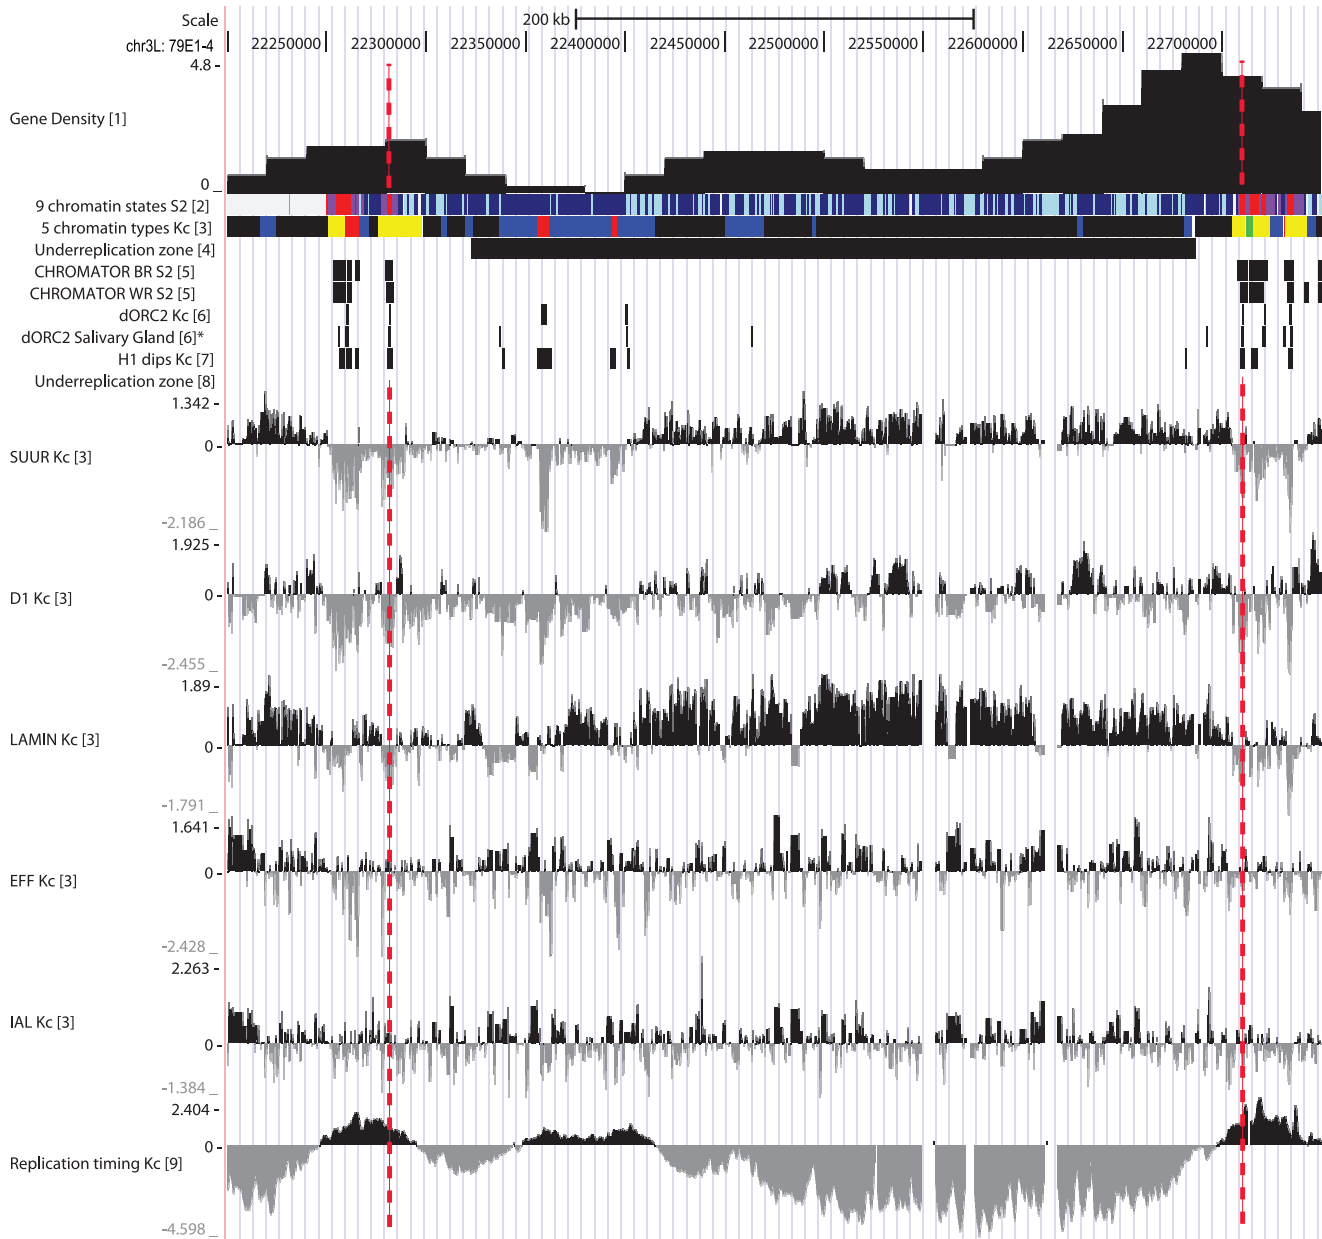 Scale
200 kb
chr3L: 79E1-4
22250000 22300000 22350000 22400000 22450000 22500000 22550000 22600000 22650000 22700000
4.8
Gene Density [1]
0
9 chromatin states S2 [2]
5 chromatin types Kc [3]
Underreplication zone [4]
CHROMATOR BR S2 [5]
CHROMATOR WR S2 [5]
dORC2 Kc [6]
dORC2 Salivary Gland [6]*
H1 dips Kc [7]
Underreplication zone [8]
1.342
0
SUUR Kc [3]
-2.186
1.925
0
D1 Kc [3]
-2.455
1.89
LAMIN Kc [3]
0
-1.791
1.641
0
EFF Kc [3]
-2.428
2.263
IAL Kc [3]
0
-1.384
2.404
0
Replication timing Kc [9]
-4.598